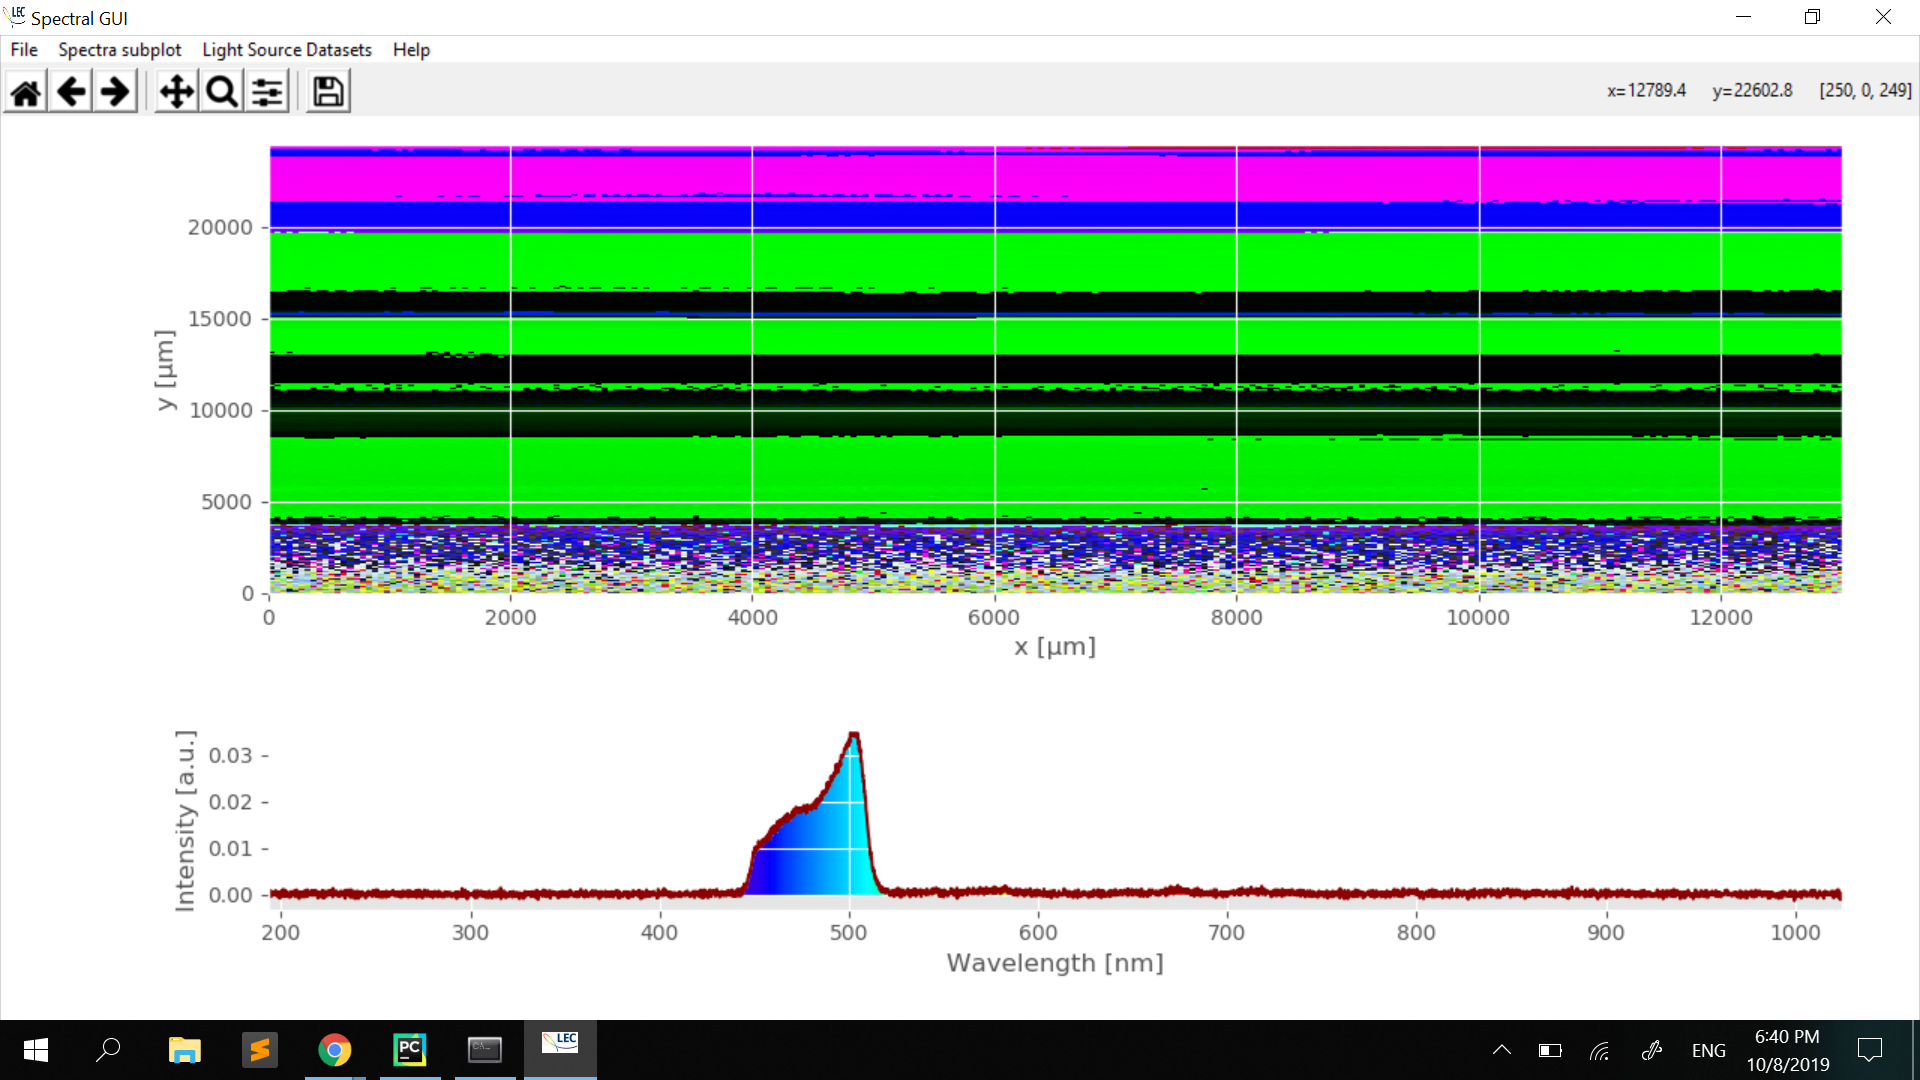 LEC Spectral GUI
File Spectra subplot Light Source Datasets Help
x=12789.4 y=22602.8 [250, 0, 249]
20000
15000
10000
5000
0
y [µm]
0 2000 4000 6000 8000 10000 12000
x [µm]
0.03
0.02
0.01
0.00
Intensity [a.u.]
200 300 400 500 600 700 800 900 1000
Wavelength [nm]
PC
C:\
LEC
ENG
6:40 PM
10/8/2019